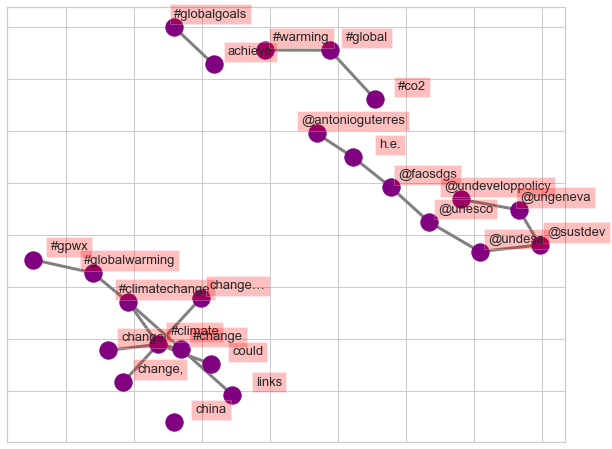 #globalgoals
achieve
#warming
#global
#co2
@antonioguterres
h.e.
@faosdgs
@undeveloppolicy
@ungeneva
@unesco
@sustdev
@undesa
#gpwx
#globalwarming
#climatechange
change…
#climate
change.
#change
could
change,
links
china